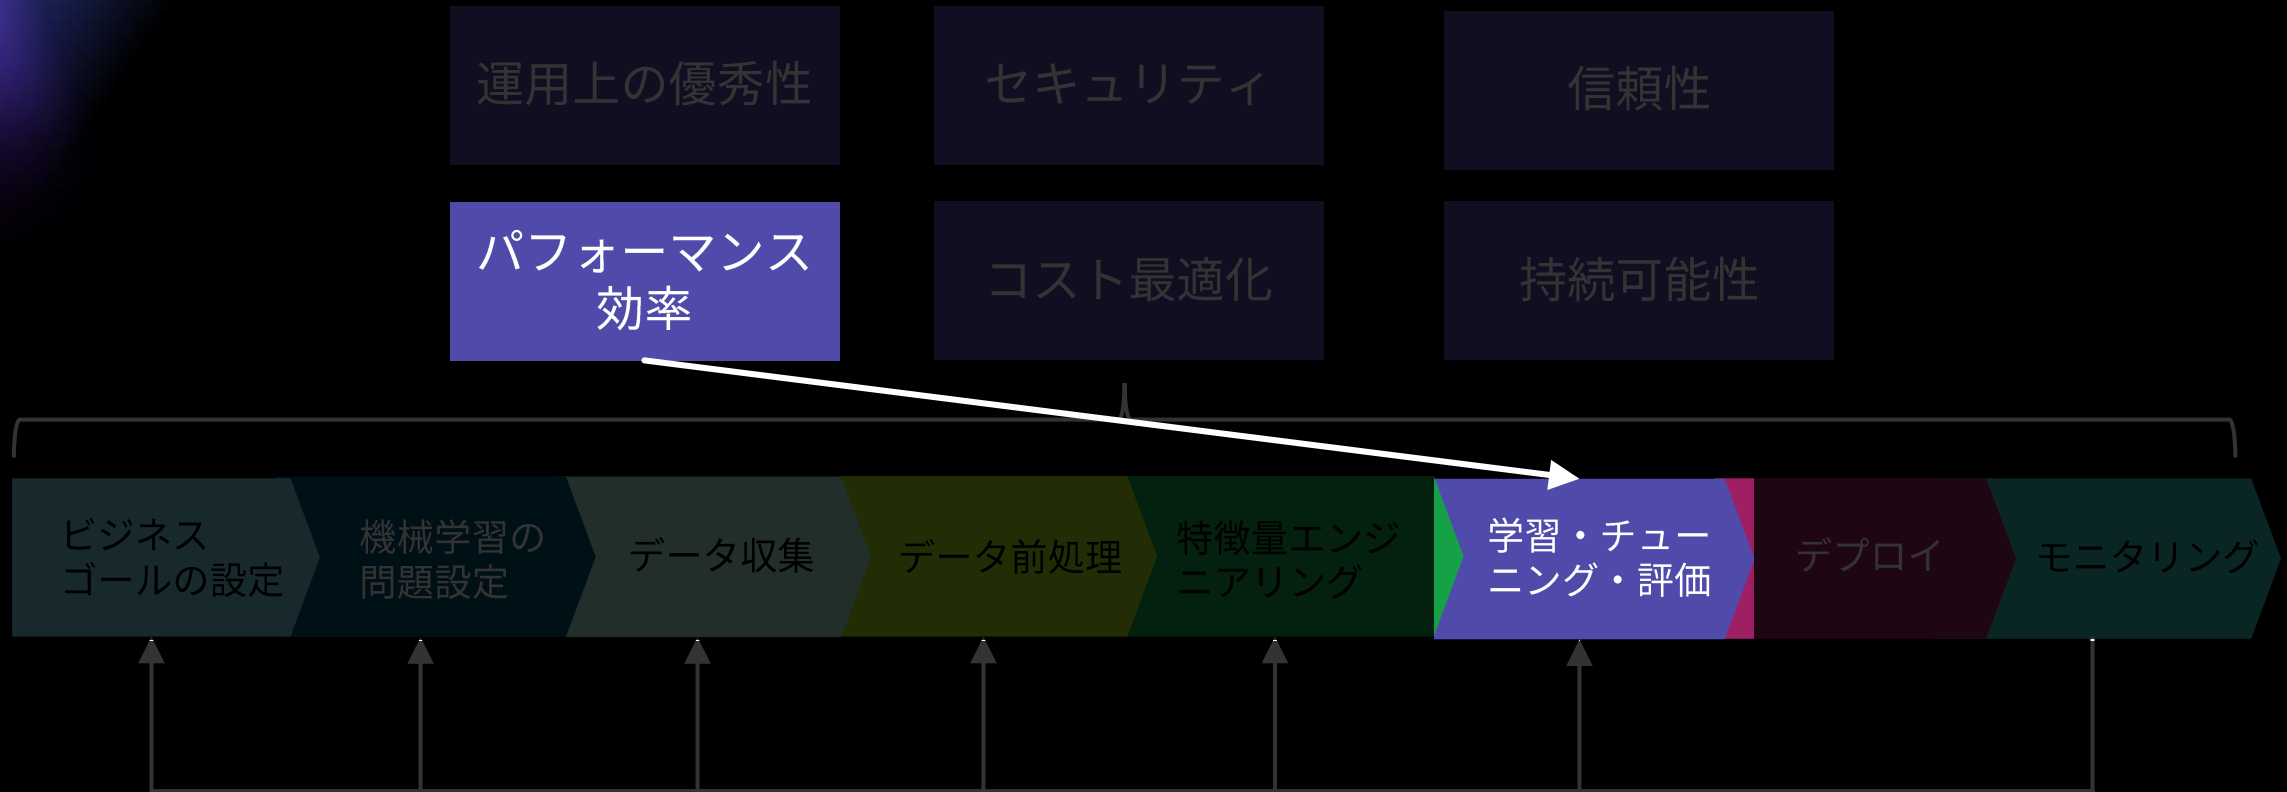 運用上の優秀性
セキュリティ
信頼性
パフォーマンス
効率
コスト最適化
持続可能性
ビジネス
ゴールの設定
機械学習の
問題設定
データ収集
データ前処理
特徴量エンジ
ニアリング
学習・チュー
ニング・評価
デプロイ
モニタリング